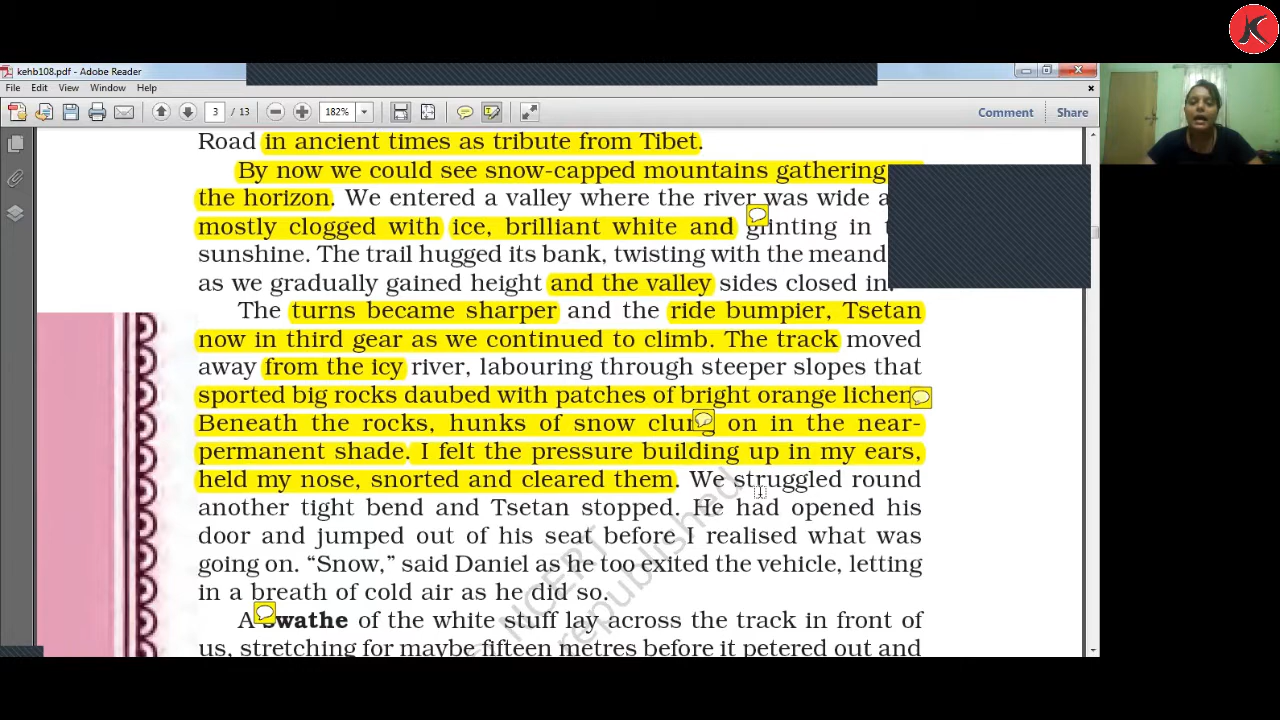 K
kehb108.pdf - Adobe Reader
File Edit View Window Help
3 / 13 182% Comment Share
Road in ancient times as tribute from Tibet.
By now we could see snow-capped mountains gathering
the horizon. We entered a valley where the river was wide a
mostly clogged with ice, brilliant white and glinting in t
sunshine. The trail hugged its bank, twisting with the meand
as we gradually gained height and the valley sides closed in.
The turns became sharper and the ride bumpier, Tsetan
now in third gear as we continued to climb. The track moved
away from the icy river, labouring through steeper slopes that
sported big rocks daubed with patches of bright orange lichen
Beneath the rocks, hunks of snow clung on in the near-
permanent shade. I felt the pressure building up in my ears,
held my nose, snorted and cleared them. We struggled round
another tight bend and Tsetan stopped. He had opened his
door and jumped out of his seat before I realised what was
going on. “Snow,” said Daniel as he too exited the vehicle, letting
in a breath of cold air as he did so.
A swathe of the white stuff lay across the track in front of
us, stretching for maybe fifteen metres before it petered out and
NCERT
republished